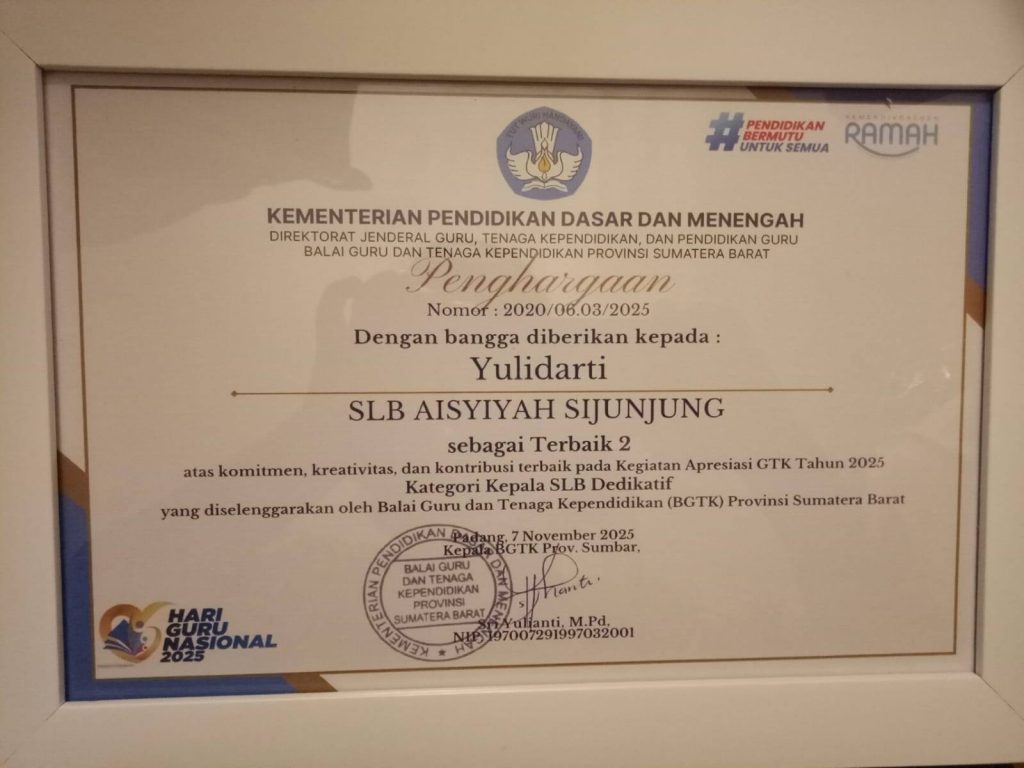 TUT WURI HANDAYANI
#PENDIDIKAN
BERMUTU
UNTUK SEMUA
KEMENDIKDASMEN
RAMAH
KEMENTERIAN PENDIDIKAN DASAR DAN MENENGAH
DIREKTORAT JENDERAL GURU, TENAGA KEPENDIDIKAN, DAN PENDIDIKAN GURU
BALAI GURU DAN TENAGA KEPENDIDIKAN PROVINSI SUMATERA BARAT
Penghargaan
Nomor : 2020/06.03/2025
Dengan bangga diberikan kepada :
Yulidarti
SLB AISYIYAH SIJUNJUNG
sebagai Terbaik 2
atas komitmen, kreativitas, dan kontribusi terbaik pada Kegiatan Apresiasi GTK Tahun 2025
Kategori Kepala SLB Dedikatif
yang diselenggarakan oleh Balai Guru dan Tenaga Kependidikan (BGTK) Provinsi Sumatera Barat
Padang, 7 November 2025
Kepala BGTK Prov. Sumbar,
KEMENTERIAN PENDIDIKAN DASAR DAN MENENGAH
BALAI GURU
DAN TENAGA
KEPENDIDIKAN
PROVINSI
SUMATERA BARAT
Sri Yulianti, M.Pd,
NIP. 197007291997032001
HARI
GURU
NASIONAL
2025